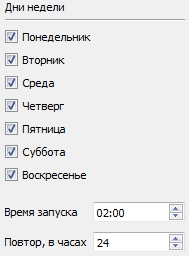 Дни недели
Понедельник
Вторник
Среда
Четверг
Пятница
Суббота
Воскресенье
Время запуска 02:00
Повтор, в часах 24